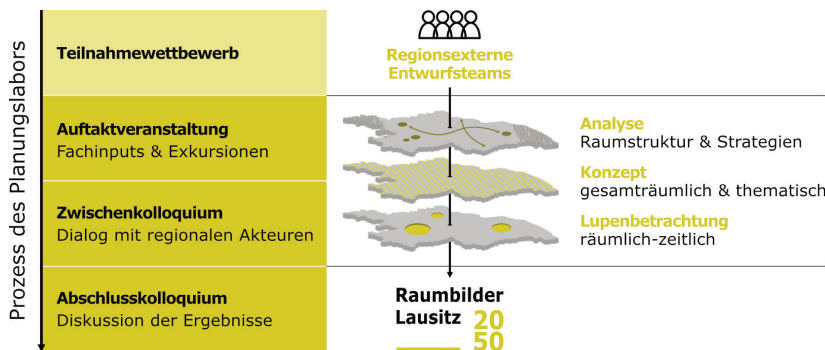 Prozess des Planungslabors
Teilnahmewettbewerb
Auftaktveranstaltung
Fachinputs & Exkursionen
Zwischenkolloquium
Dialog mit regionalen Akteuren
Abschlusskolloquium
Diskussion der Ergebnisse
Regionsexterne
Entwurfsteams
Analyse
Raumstruktur & Strategien
Konzept
gesamträumlich & thematisch
Lupenbetrachtung
räumlich-zeitlich
Raumbilder
Lausitz 20
50